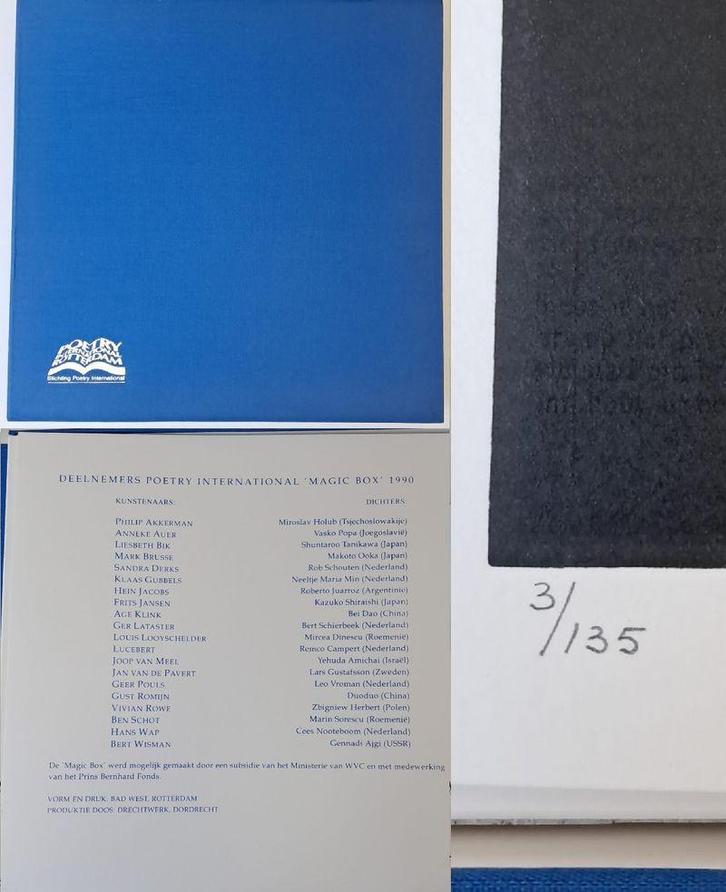 POETRY
INTERNATIONAL
ROTTERDAM
Stichting Poetry International
DEELNEMERS POETRY INTERNATIONAL 'MAGIC BOX' 1990
KUNSTENAARS: DICHTERS:
PHILIP AKKERMAN Miroslav Holub (Tsjechoslowakije)
ANNEKE AUER Vasko Popa (Joegoslavië)
LIESBETH BIK Shuntaroo Tanikawa (Japan)
MARK BRUSSE Makoto Ooka (Japan)
SANDRA DERKS Rob Schouten (Nederland)
KLAAS GUBBELS Neeltje Maria Min (Nederland)
HEIN JACOBS Roberto Juarroz (Argentinië)
FRITS JANSEN Kazuko Shiraishi (Japan)
AGE KLINK Bei Dao (China)
GER LATASTER Bert Schierbeek (Nederland)
LOUIS LOOYSCHELDER Mircea Dinescu (Roemenië)
LUCEBERT Remco Campert (Nederland)
JOOP VAN MEEL Yehuda Amichai (Israël)
JAN VAN DE PAVERT Lars Gustafsson (Zweden)
GEER POULS Leo Vroman (Nederland)
GUST ROMIJN Duoduo (China)
VIVIAN ROWE Zbigniew Herbert (Polen)
BEN SCHOT Marin Sorescu (Roemenië)
HANS WAP Cees Nooteboom (Nederland)
BERT WISMAN Gennadi Ajgi (USSR)
De 'Magic Box' werd mogelijk gemaakt door een subsidie van het Ministerie van WVC en met medewerking
van het Prins Bernhard Fonds.
VORM EN DRUK: BAD WEST, ROTTERDAM
PRODUKTIE DOOS: DRECHTWERK, DORDRECHT
3/135